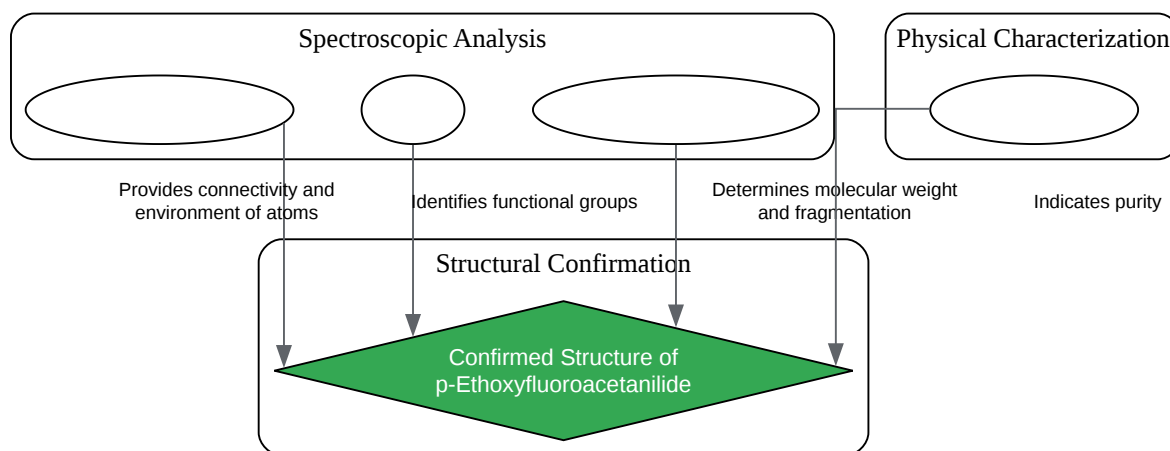 Spectroscopic Analysis
Physical Characterization
Provides connectivity and
environment of atoms
Identifies functional groups
Determines molecular weight
and fragmentation
Indicates purity
Structural Confirmation
Confirmed Structure of
p-Ethoxyfluoroacetanilide